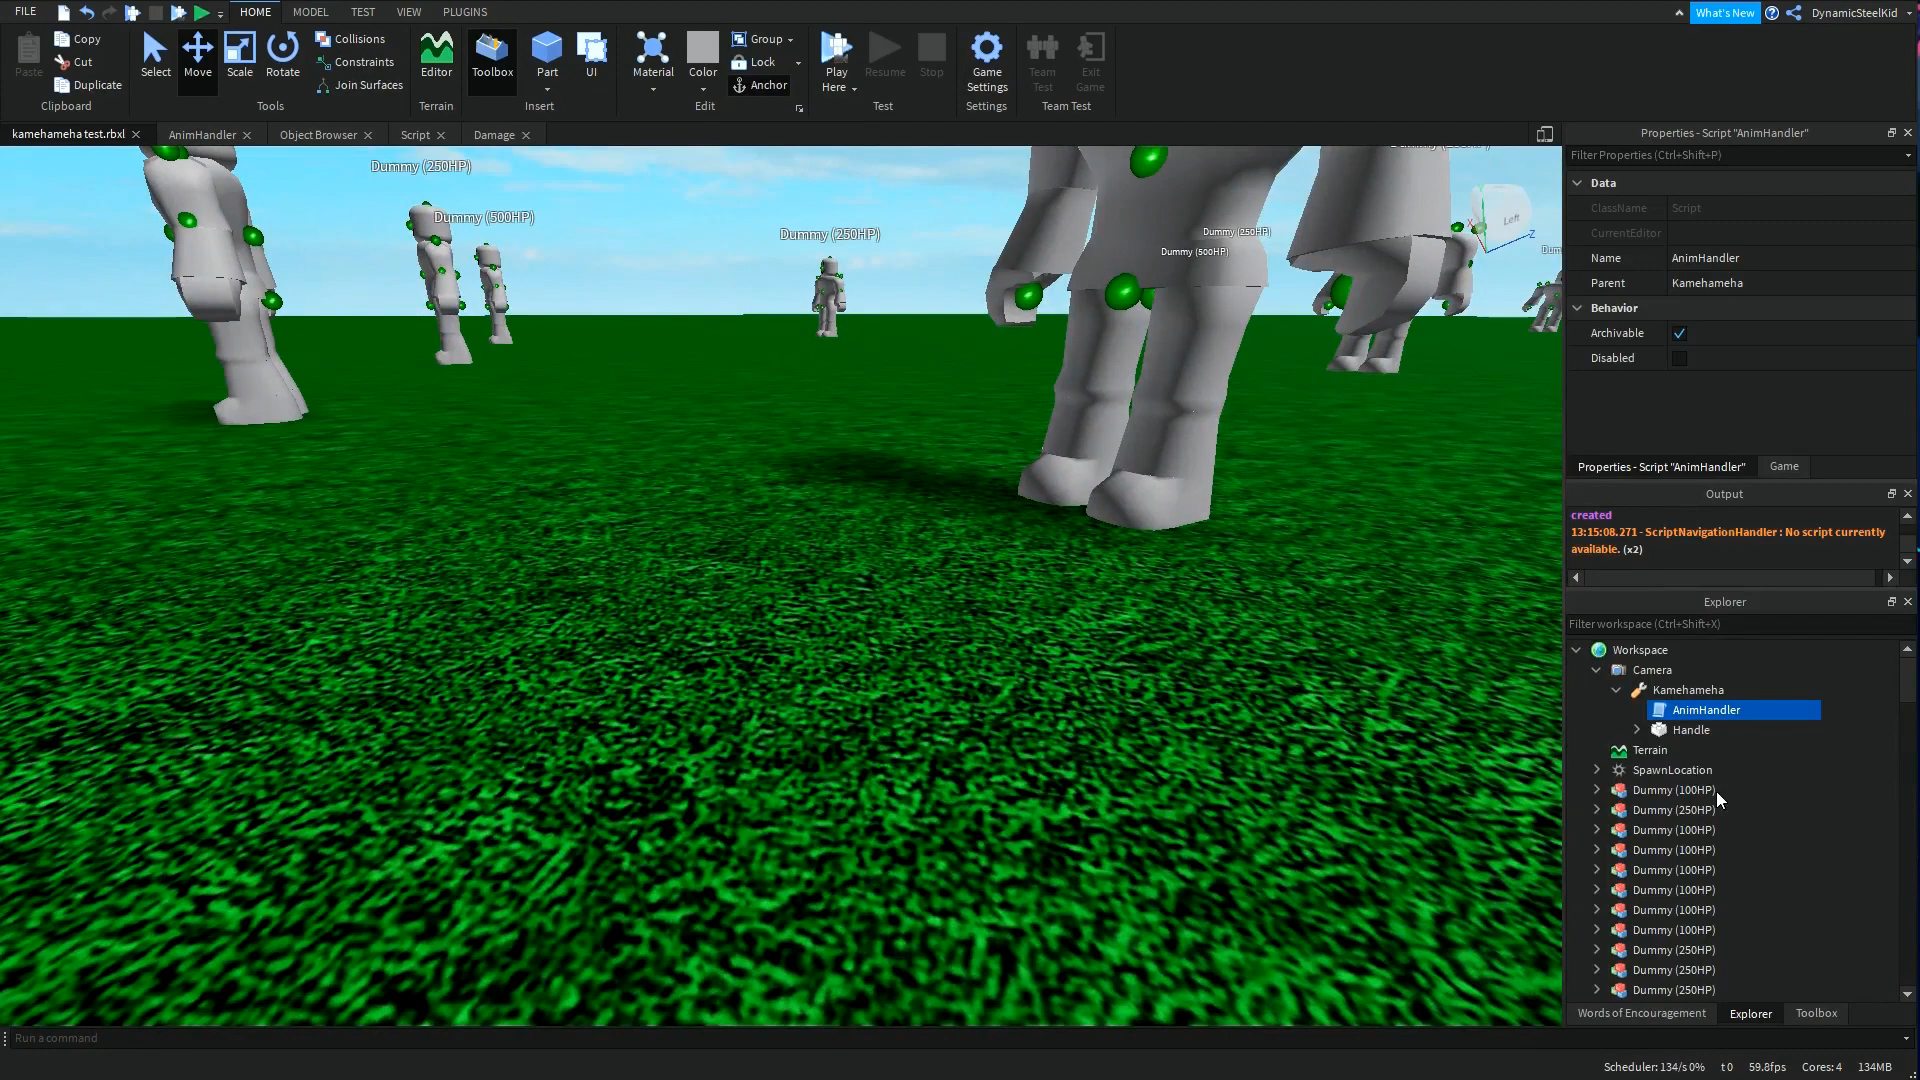 FILE
HOME
MODEL
TEST
VIEW
PLUGINS
What's New
DynamicSteelKid
Paste
Copy
Cut
Duplicate
Clipboard
Select
Move
Scale
Rotate
Collisions
Constraints
Join Surfaces
Tools
Editor
Terrain
Toolbox
Part
UI
Insert
Material
Color
Group
Lock
Anchor
Edit
Play
Here
Resume
Stop
Test
Game
Settings
Settings
Team
Test
Exit
Game
Team Test
kamehameha test.rbxl
AnimHandler
Object Browser
Script
Damage
Dummy (250HP)
Dummy (500HP)
Dummy (250HP)
Dummy (250HP)
Dummy (500HP)
Left
X
Z
Properties - Script "AnimHandler"
Filter Properties (Ctrl+Shift+P)
Data
ClassName Script
CurrentEditor
Name AnimHandler
Parent Kamehameha
Behavior
Archivable
Disabled
Properties - Script "AnimHandler"
Game
Output
created
13:15:08.271 - ScriptNavigationHandler : No script currently
available. (x2)
Explorer
Filter workspace (Ctrl+Shift+X)
Workspace
Camera
Kamehameha
AnimHandler
Handle
Terrain
SpawnLocation
Dummy (100HP)
Dummy (250HP)
Dummy (100HP)
Dummy (100HP)
Dummy (100HP)
Dummy (100HP)
Dummy (100HP)
Dummy (100HP)
Dummy (250HP)
Dummy (250HP)
Dummy (250HP)
Words of Encouragement
Explorer
Toolbox
Run a command
Scheduler: 134/s 0%
t 0
59.8fps
Cores: 4
134MB